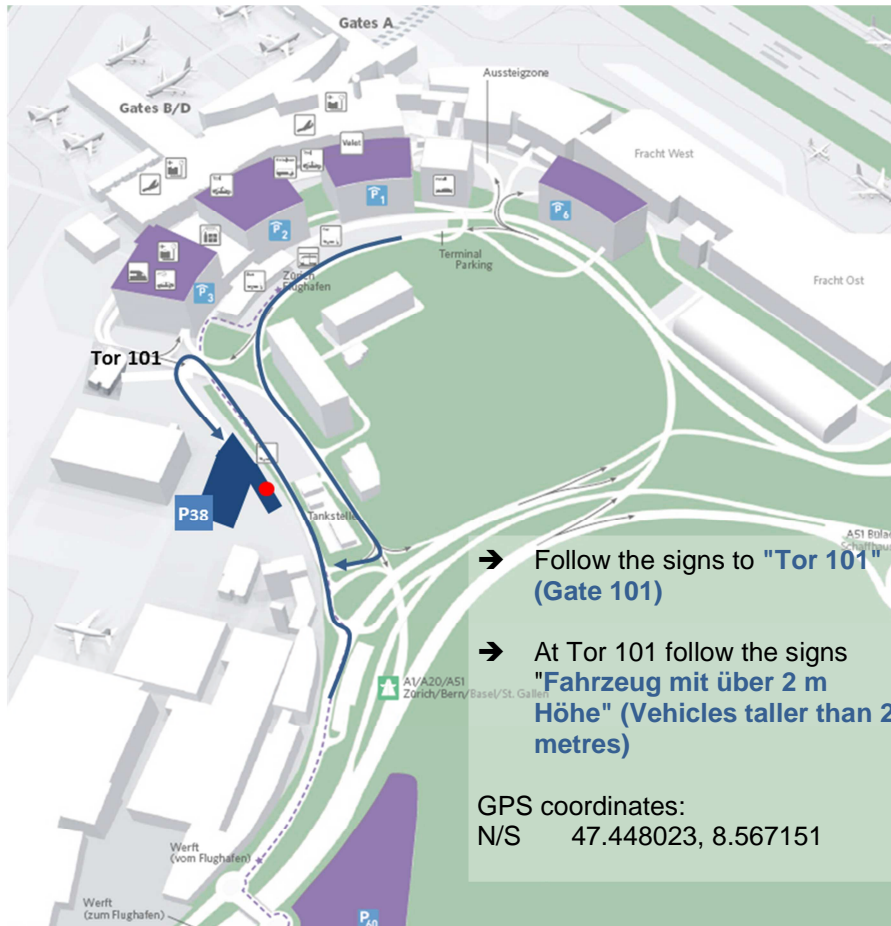 Gates A
Aussteigzone
Gates B/D
Fracht West
Valet
P1
P6
P2
Terminal
Parking
Zürich
Flughafen
Fracht Ost
P3
Tor 101
P38
Tankstelle
A51 Bülac
Schaffhaus
➔ Follow the signs to "Tor 101"
(Gate 101)
➔ At Tor 101 follow the signs
"Fahrzeug mit über 2 m
Höhe" (Vehicles taller than 2
metres)
A1/A20/A51
Zürich/Bern/Basel/St. Gallen
GPS coordinates:
N/S 47.448023, 8.567151
Werft
(vom Flughafen)
Werft
(zum Flughafen)
P60